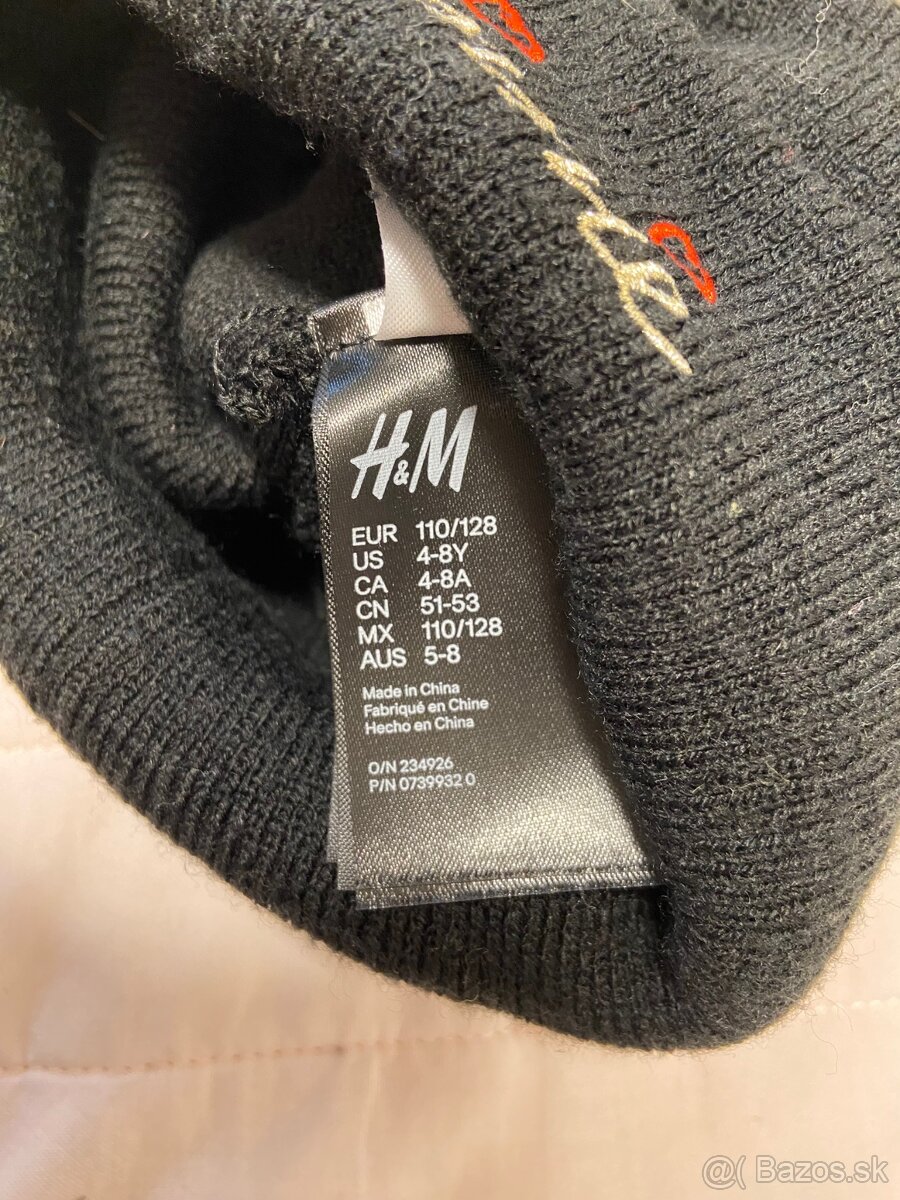 H&M
EUR 110/128
US 4-8Y
CA 4-8A
CN 51-53
MX 110/128
AUS 5-8
Made in China
Fabriqué en Chine
Hecho en China
O/N 234926
P/N 0739932 0
@( Bazos.sk